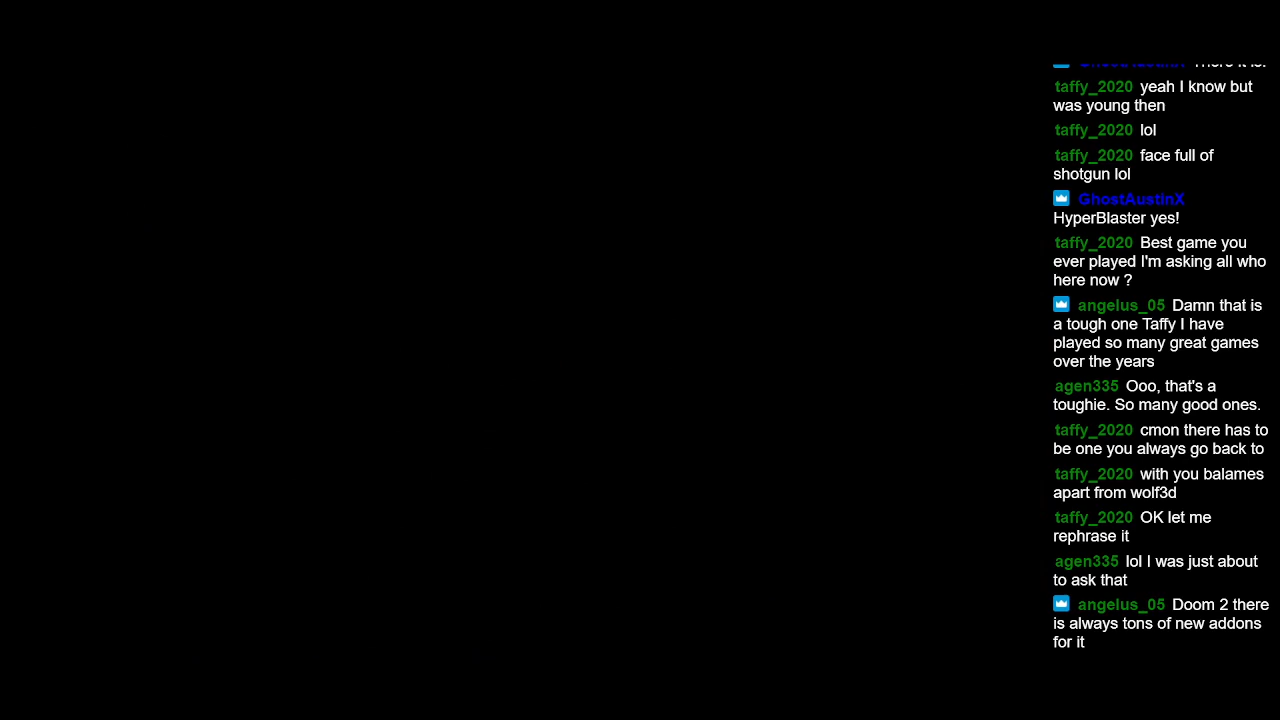 taffy_2020 yeah I know but
was young then
taffy_2020 lol
taffy_2020 face full of
shotgun lol
GhostAustinX
HyperBlaster yes!
taffy_2020 Best game you
ever played I'm asking all who
here now ?
angelus_05 Damn that is
a tough one Taffy I have
played so many great games
over the years
agen335 Ooo, that's a
toughie. So many good ones.
taffy_2020 cmon there has to
be one you always go back to
taffy_2020 with you balames
apart from wolf3d
taffy_2020 OK let me
rephrase it
agen335 lol I was just about
to ask that
angelus_05 Doom 2 there
is always tons of new addons
for it